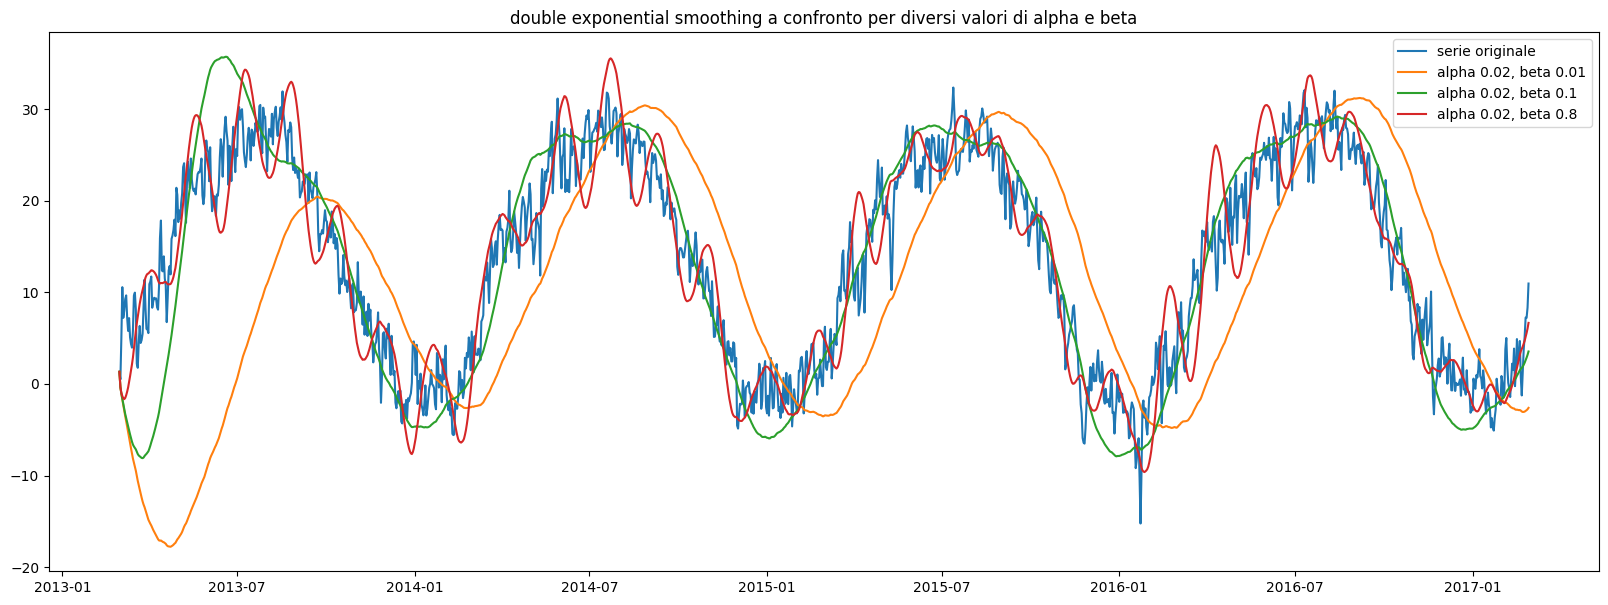 double exponential smoothing a confronto per diversi valori di alpha e beta
serie originale
alpha 0.02, beta 0.01
alpha 0.02, beta 0.1
alpha 0.02, beta 0.8
30
20
10
0
−10
−20
2013-01 2013-07 2014-01 2014-07 2015-01 2015-07 2016-01 2016-07 2017-01